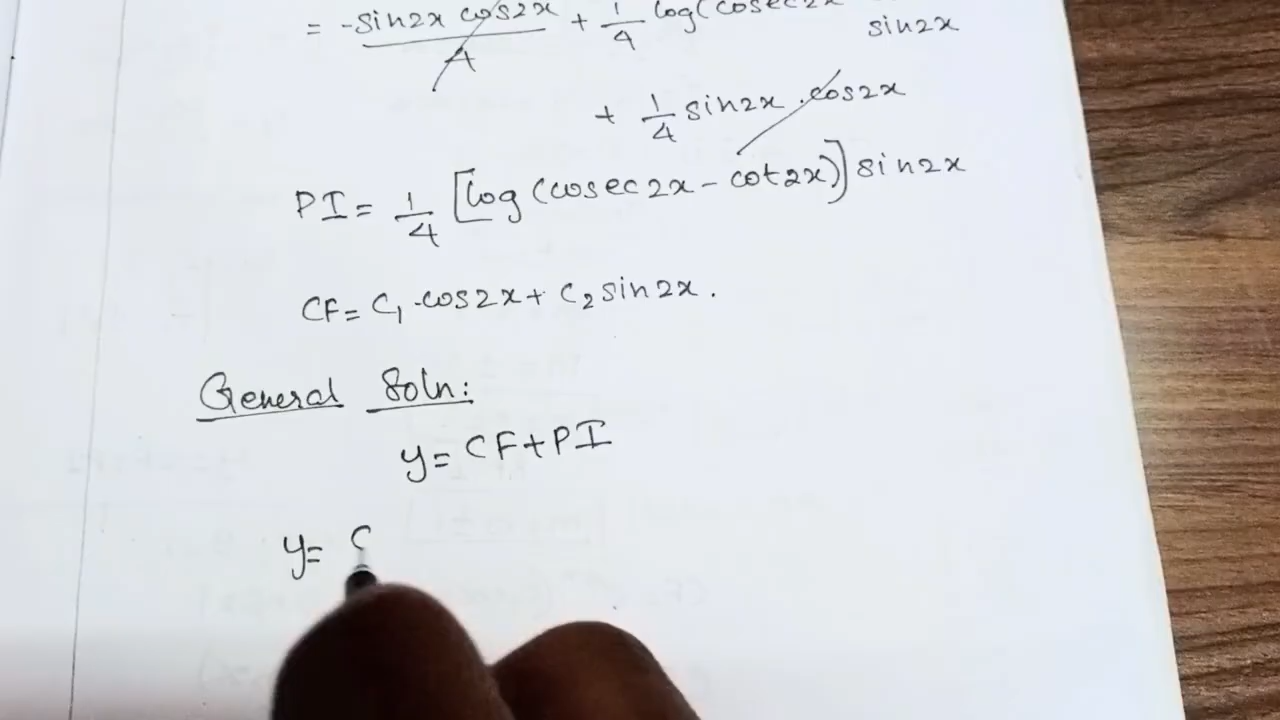 = -sin2x cos2x/4 + 1/4 log(cosec2x
sin2x
+ 1/4 sin2x . cos2x
PI = 1/4 [log (cosec2x - cot2x)] sin2x
CF = C₁ cos2x + C₂ sin2x.
General Soln:
y = CF + PI
y = C